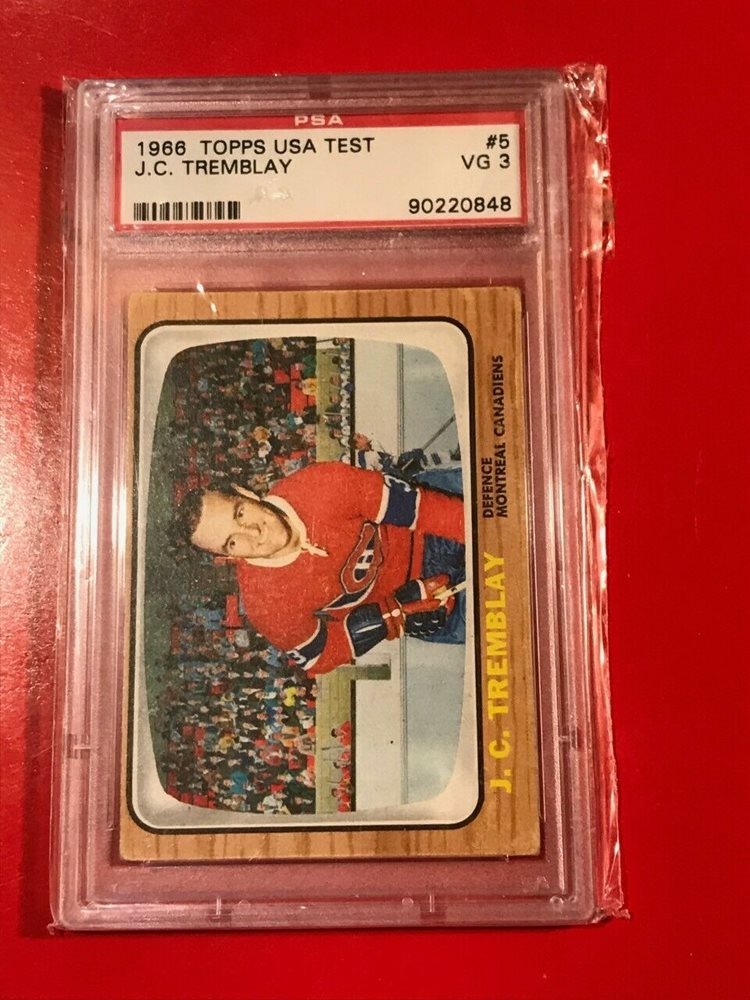 PSA
1966 TOPPS USA TEST #5
J.C. TREMBLAY VG 3
90220848
DEFENCE
MONTREAL CANADIENS
J. C. TREMBLAY